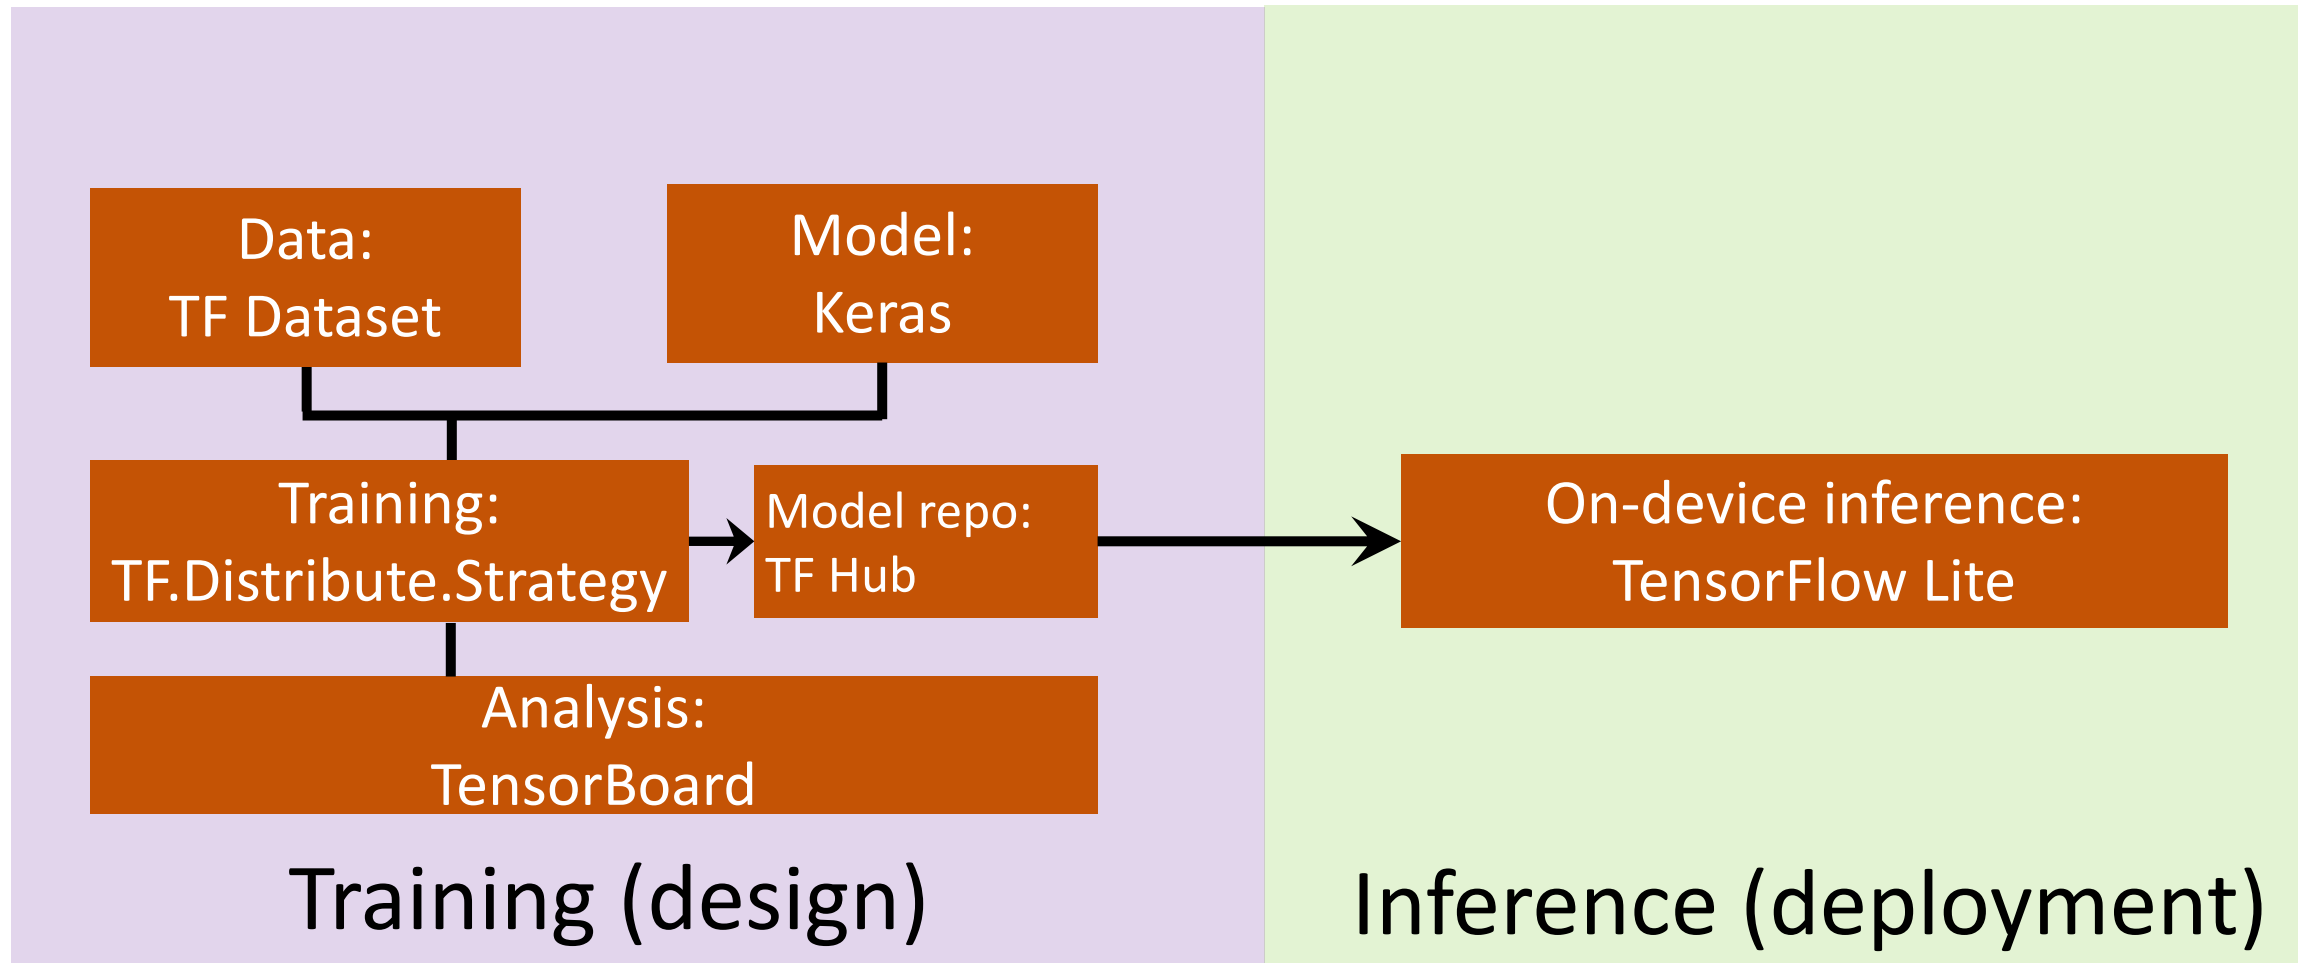 Data:
TF Dataset
Model:
Keras
Training:
TF.Distribute.Strategy
Model repo:
TF Hub
On-device inference:
TensorFlow Lite
Analysis:
TensorBoard
Training (design)
Inference (deployment)